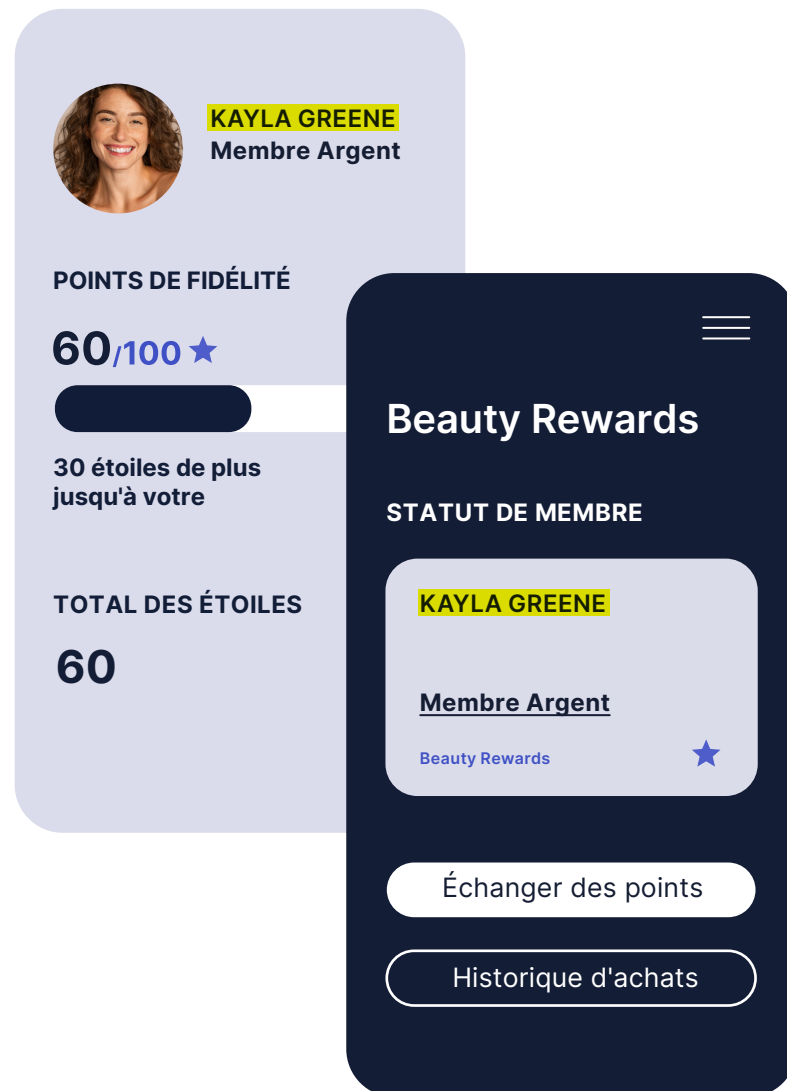 KAYLA GREENE
Membre Argent
POINTS DE FIDÉLITÉ
60/100
30 étoiles de plus
jusqu'à votre
TOTAL DES ÉTOILES
60
Beauty Rewards
STATUT DE MEMBRE
KAYLA GREENE
Membre Argent
Beauty Rewards
Échanger des points
Historique d'achats